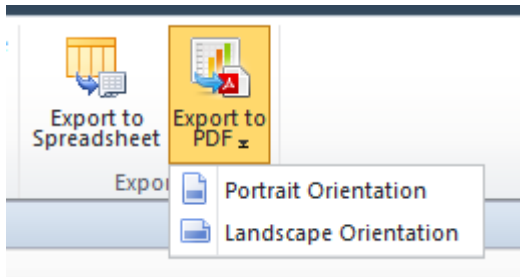 Export to
Spreadsheet
Export to
PDF
Portrait Orientation
Landscape Orientation